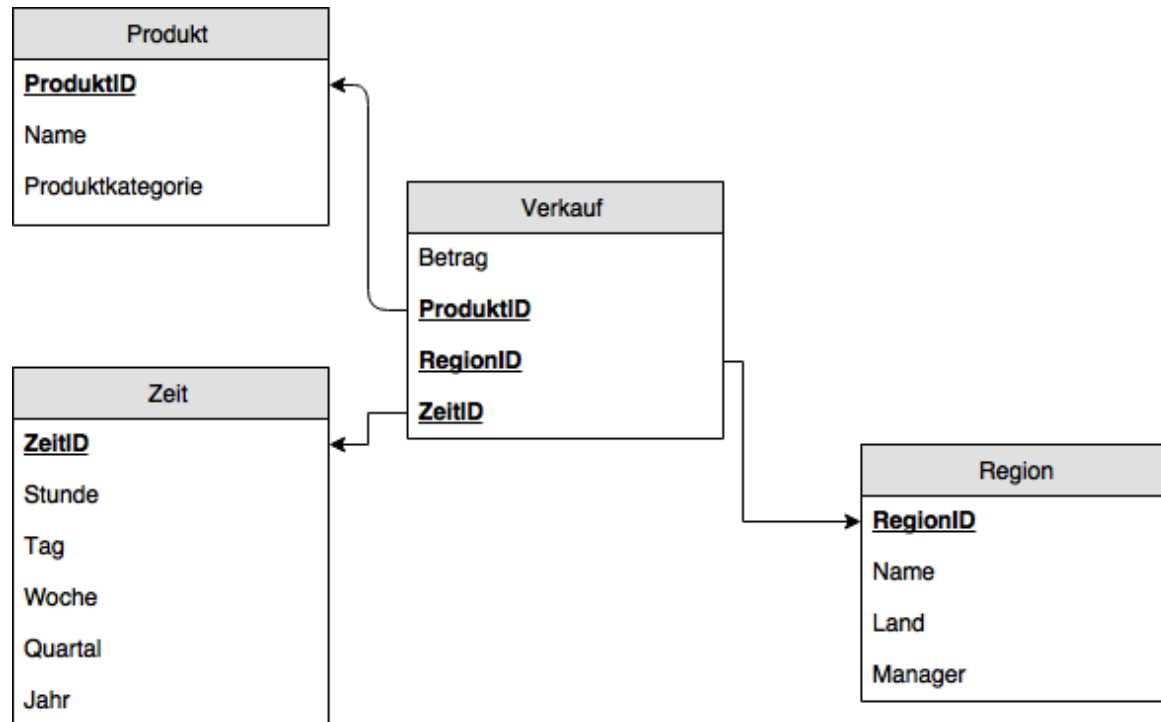 Produkt
ProduktID
Name
Produktkategorie
Verkauf
Betrag
ProduktID
RegionID
ZeitID
Zeit
ZeitID
Stunde
Tag
Woche
Quartal
Jahr
Region
RegionID
Name
Land
Manager